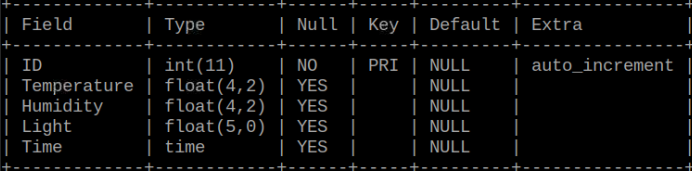 +-------------+------------+------+-----+---------+----------------+
| Field       | Type       | Null | Key | Default | Extra          |
+-------------+------------+------+-----+---------+----------------+
| ID          | int(11)    | NO   | PRI | NULL    | auto_increment |
| Temperature | float(4,2) | YES  |     | NULL    |                |
| Humidity    | float(4,2) | YES  |     | NULL    |                |
| Light       | float(5,0) | YES  |     | NULL    |                |
| Time        | time       | YES  |     | NULL    |                |
+-------------+------------+------+-----+---------+----------------+